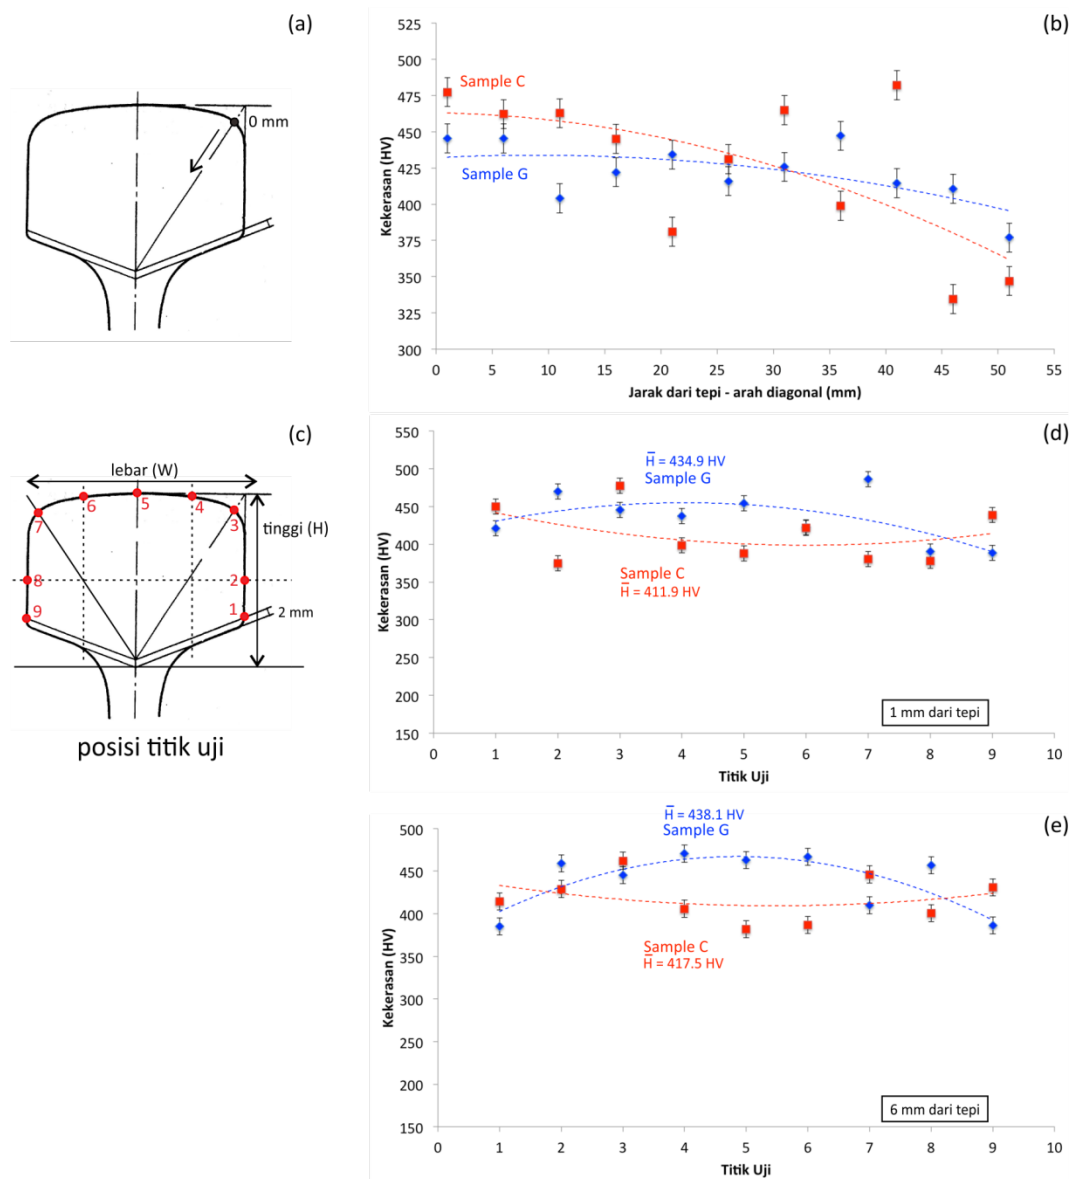 (a)
0 mm
(b)
Kekerasan (HV)
525
500
475
450
425
400
375
350
325
300
Sample C
Sample G
0 5 10 15 20 25 30 35 40 45 50 55
Jarak dari tepi - arah diagonal (mm)
(c)
lebar (W)
tinggi (H)
1
2
3
4
5
6
7
8
9
2 mm
posisi titik uji
(d)
Kekerasan (HV)
550
500
450
400
350
300
250
200
150
H̅ = 434.9 HV
Sample G
Sample C
H̅ = 411.9 HV
1 mm dari tepi
0 1 2 3 4 5 6 7 8 9 10
Titik Uji
(e)
Kekerasan (HV)
500
450
400
350
300
250
200
150
H̅ = 438.1 HV
Sample G
Sample C
H̅ = 417.5 HV
6 mm dari tepi
0 1 2 3 4 5 6 7 8 9 10
Titik Uji